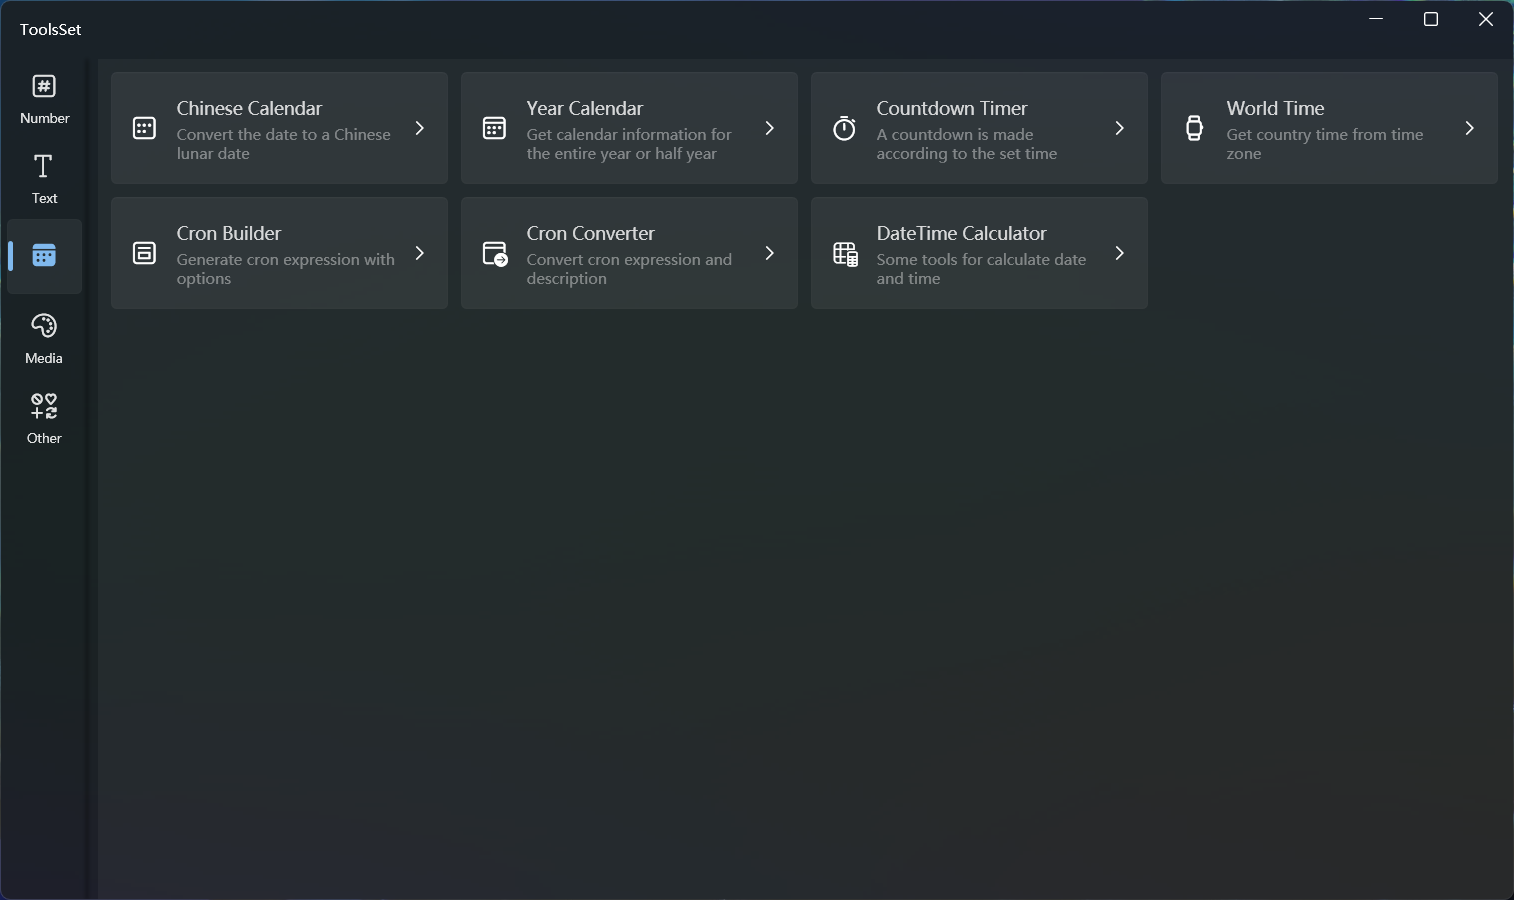 ToolsSet
Number
Text
Media
Other
Chinese Calendar
Convert the date to a Chinese
lunar date
Year Calendar
Get calendar information for
the entire year or half year
Countdown Timer
A countdown is made
according to the set time
World Time
Get country time from time
zone
Cron Builder
Generate cron expression with
options
Cron Converter
Convert cron expression and
description
DateTime Calculator
Some tools for calculate date
and time